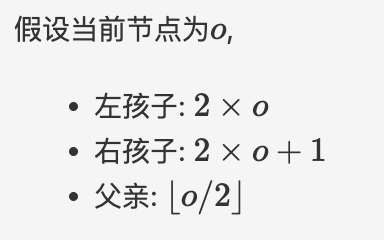 假设当前节点为o,
• 左孩子: 2 × o
• 右孩子: 2 × o + 1
• 父亲: ⌊o/2⌋